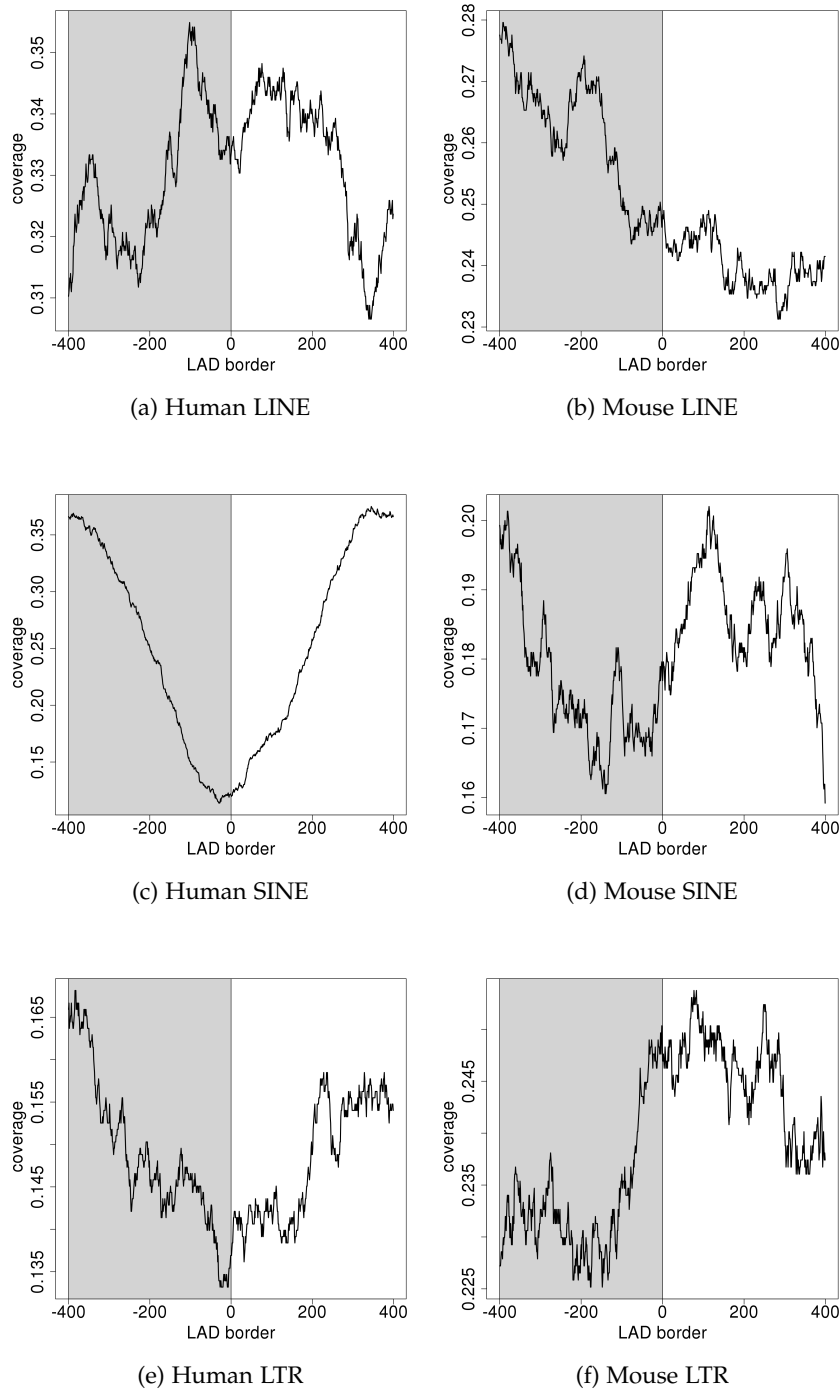 coverage
0.31 0.32 0.33 0.34 0.35
-400 -200 0 200 400
LAD border
(a) Human LINE
coverage
0.23 0.24 0.25 0.26 0.27 0.28
-400 -200 0 200 400
LAD border
(b) Mouse LINE
coverage
0.15 0.20 0.25 0.30 0.35
-400 -200 0 200 400
LAD border
(c) Human SINE
coverage
0.16 0.17 0.18 0.19 0.20
-400 -200 0 200 400
LAD border
(d) Mouse SINE
coverage
0.135 0.145 0.155 0.165
-400 -200 0 200 400
LAD border
(e) Human LTR
coverage
0.225 0.235 0.245
-400 -200 0 200 400
LAD border
(f) Mouse LTR